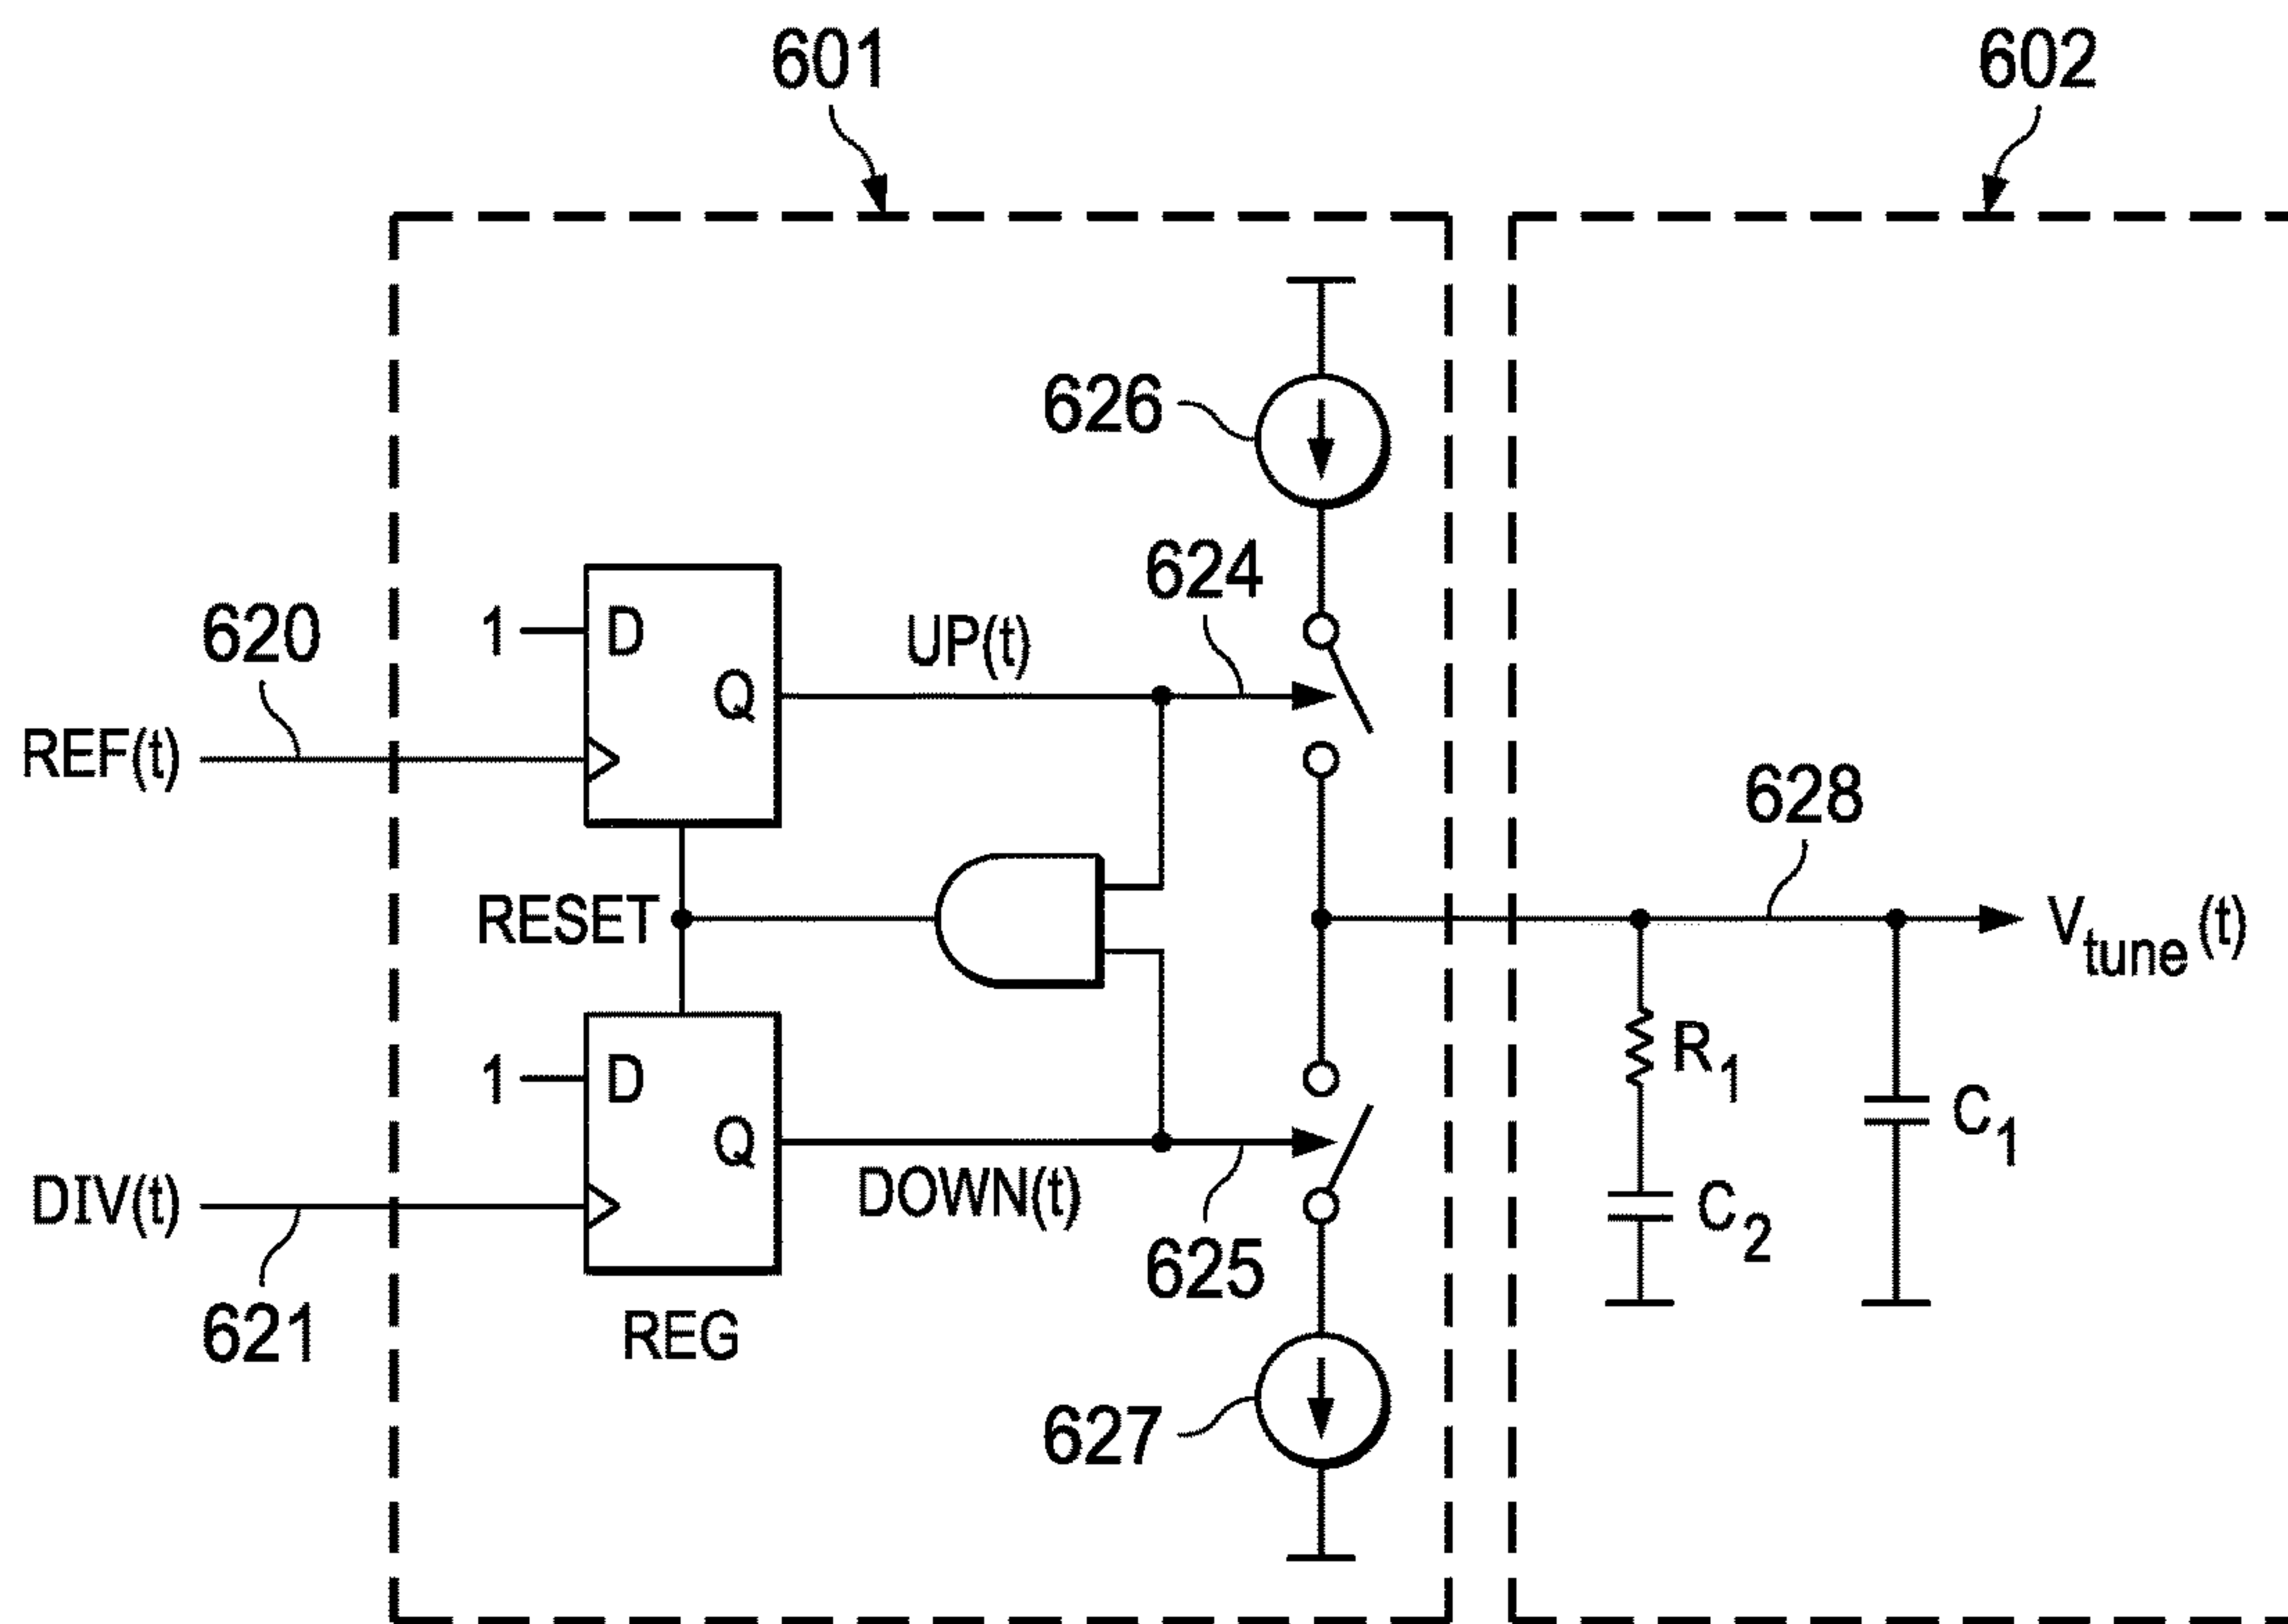 601
602
626
624
620
1
D
UP(t)
Q
REF(t)
628
RESET
Vtune (t)
R1
1
D
C1
Q
DIV(t)
DOWN(t)
C2
625
621
REG
627